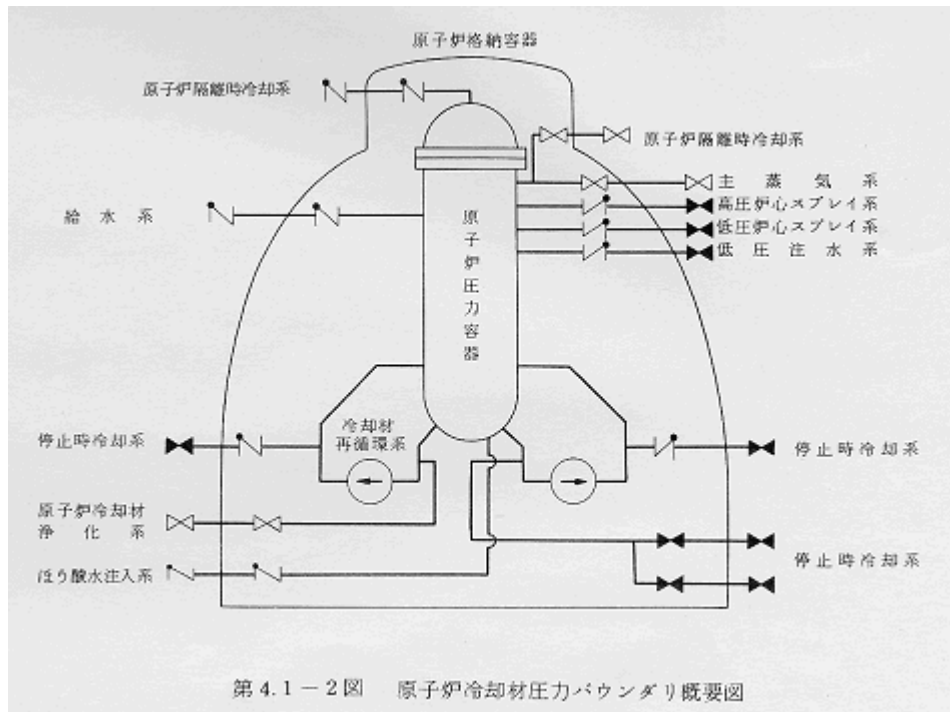 原子炉格納容器
原子炉隔離時冷却系
原子炉隔離時冷却系
主蒸気系
高圧炉心スプレイ系
低圧炉心スプレイ系
低圧注水系
給水系
原子炉圧力容器
冷却材
再循環系
停止時冷却系
停止時冷却系
原子炉冷却材
浄化系
停止時冷却系
ほう酸水注入系
第4.1-2図 原子炉冷却材圧力バウンダリ概要図